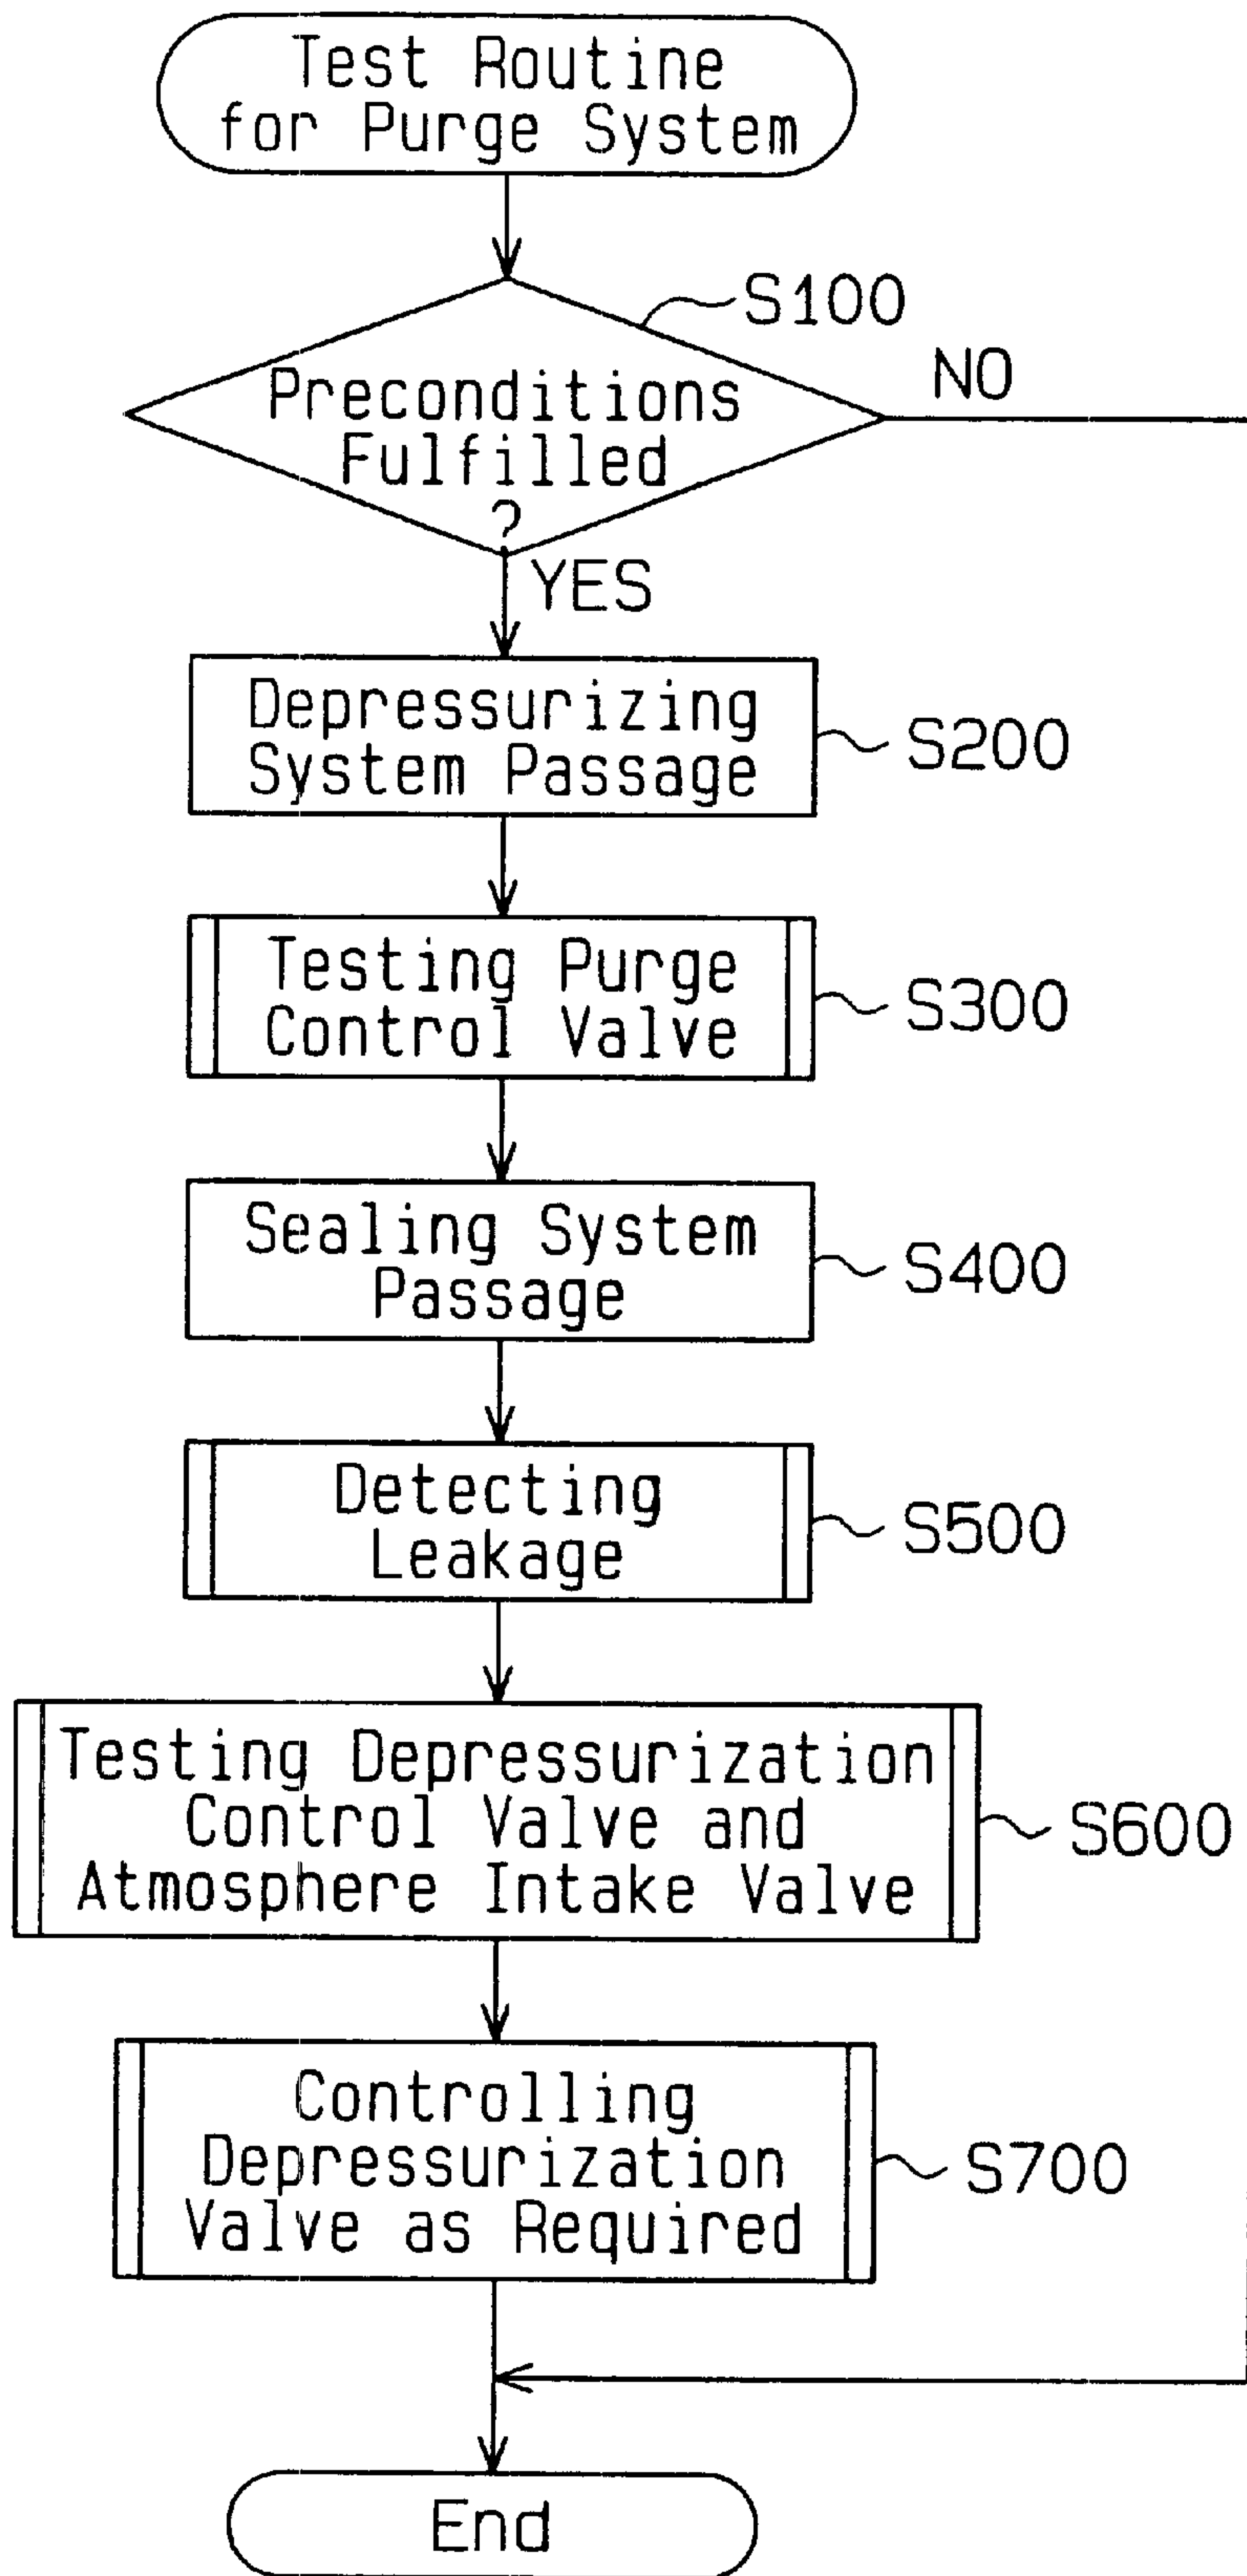 Test Routine
for Purge System
S100
NO
Preconditions
Fulfilled
?
YES
Depressurizing
System Passage
S200
Testing Purge
Control Valve
S300
Sealing System
Passage
S400
Detecting
Leakage
S500
Testing Depressurization
Control Valve and
Atmosphere Intake Valve
S600
Controlling
Depressurization
Valve as Required
S700
End